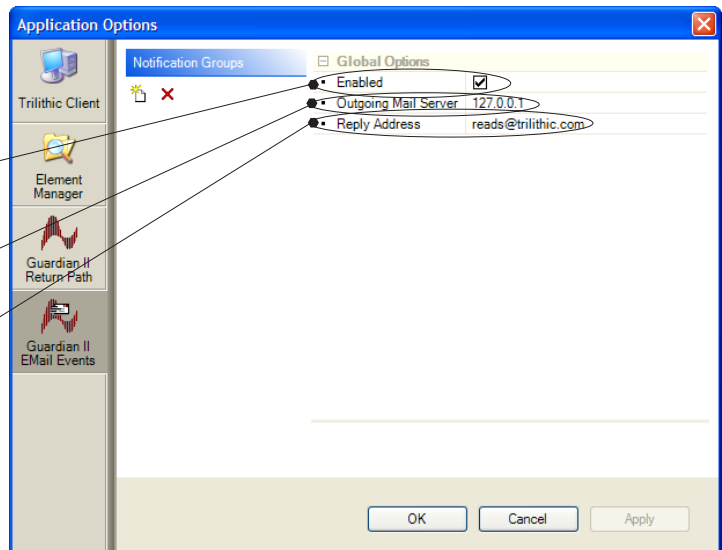 Application Options
Trilithic Client
Element
Manager
Guardian II
Return Path
Guardian II
EMail Events
Notification Groups
Global Options
Enabled
Outgoing Mail Server 127.0.0.1
Reply Address reads@trilithic.com
OK Cancel Apply